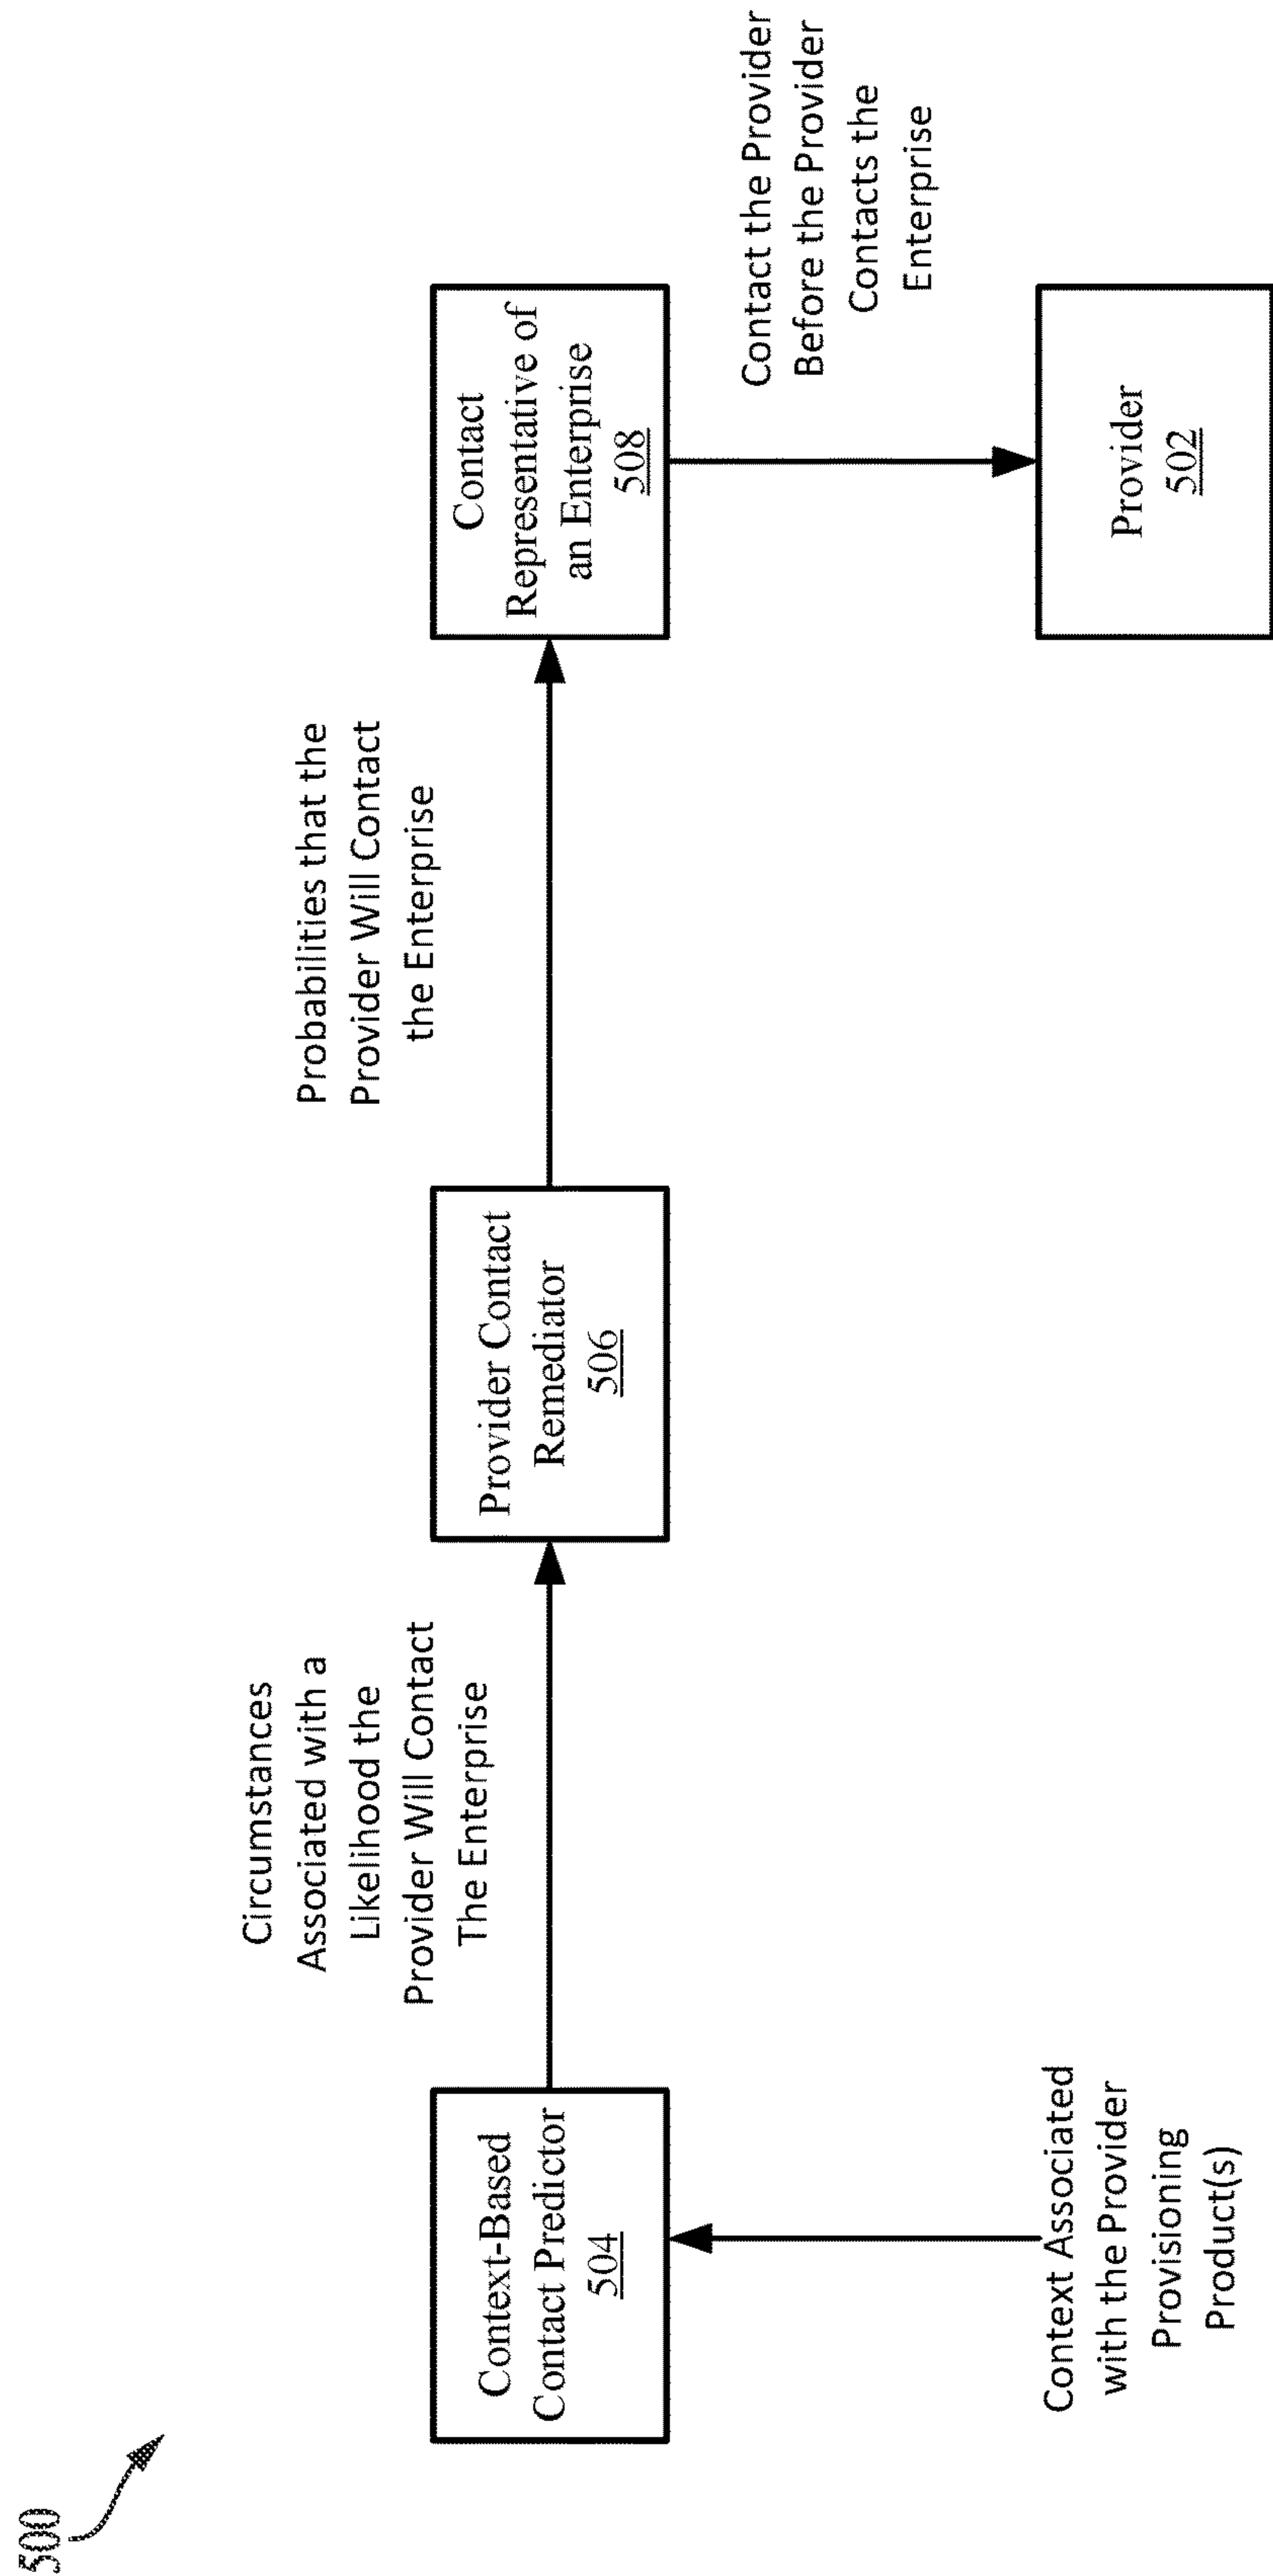 500
Context Associated
with the Provider
Provisioning
Product(s)
Context-Based
Contact Predictor
504
Circumstances
Associated with a
Likelihood the
Provider Will Contact
The Enterprise
Provider Contact
Remediator
506
Probabilities that the
Provider Will Contact
the Enterprise
Contact
Representative of
an Enterprise
508
Contact the Provider
Before the Provider
Contacts the
Enterprise
Provider
502